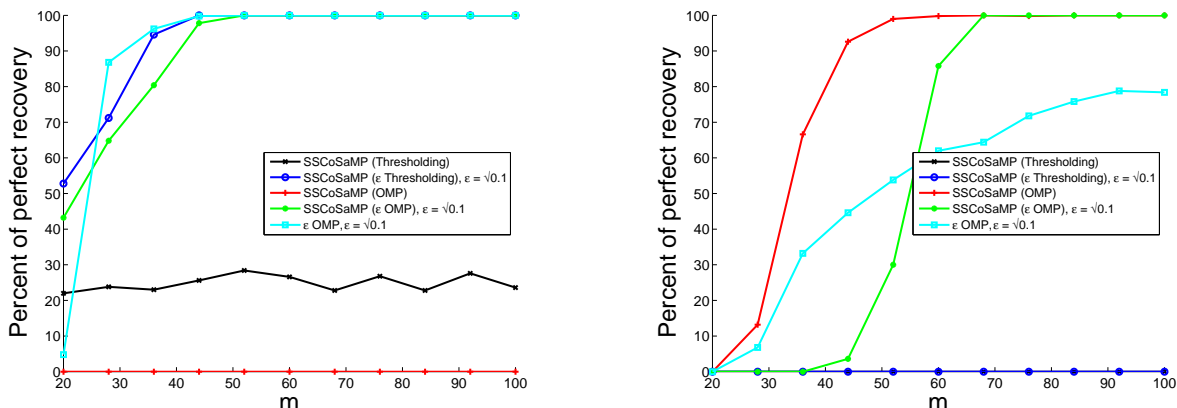 Percent of perfect recovery
100
90
80
70
60
50
40
30
20
10
0
20
30
40
50
60
70
80
90
100
m
SSCoSaMP (Thresholding)
SSCoSaMP (ε Thresholding), ε = √0.1
SSCoSaMP (OMP)
SSCoSaMP (ε OMP), ε = √0.1
ε OMP, ε = √0.1
Percent of perfect recovery
100
90
80
70
60
50
40
30
20
10
0
20
30
40
50
60
70
80
90
100
m
SSCoSaMP (Thresholding)
SSCoSaMP (ε Thresholding), ε = √0.1
SSCoSaMP (OMP)
SSCoSaMP (ε OMP), ε = √0.1
ε OMP, ε = √0.1